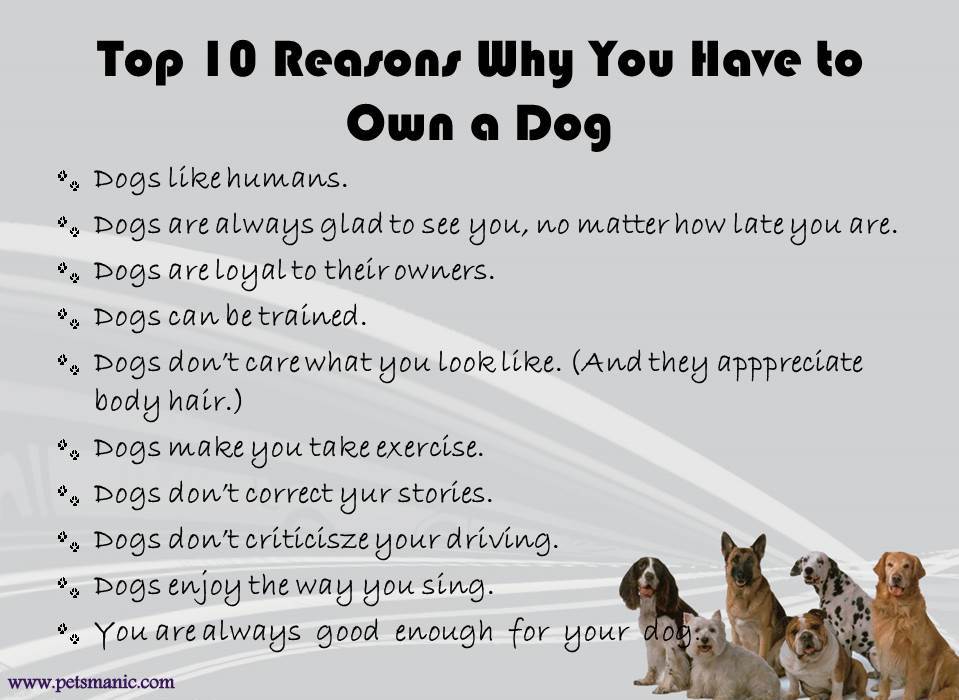 Top 10 Reasons Why You Have to
Own a Dog
Dogs like humans.
Dogs are always glad to see you, no matter how late you are.
Dogs are loyal to their owners.
Dogs can be trained.
Dogs don't care what you look like. (And they apppreciate
body hair.)
Dogs make you take exercise.
Dogs don't correct yur stories.
Dogs don't criticisze your driving.
Dogs enjoy the way you sing.
You are always good enough for your dog.
www.petsmanic.com